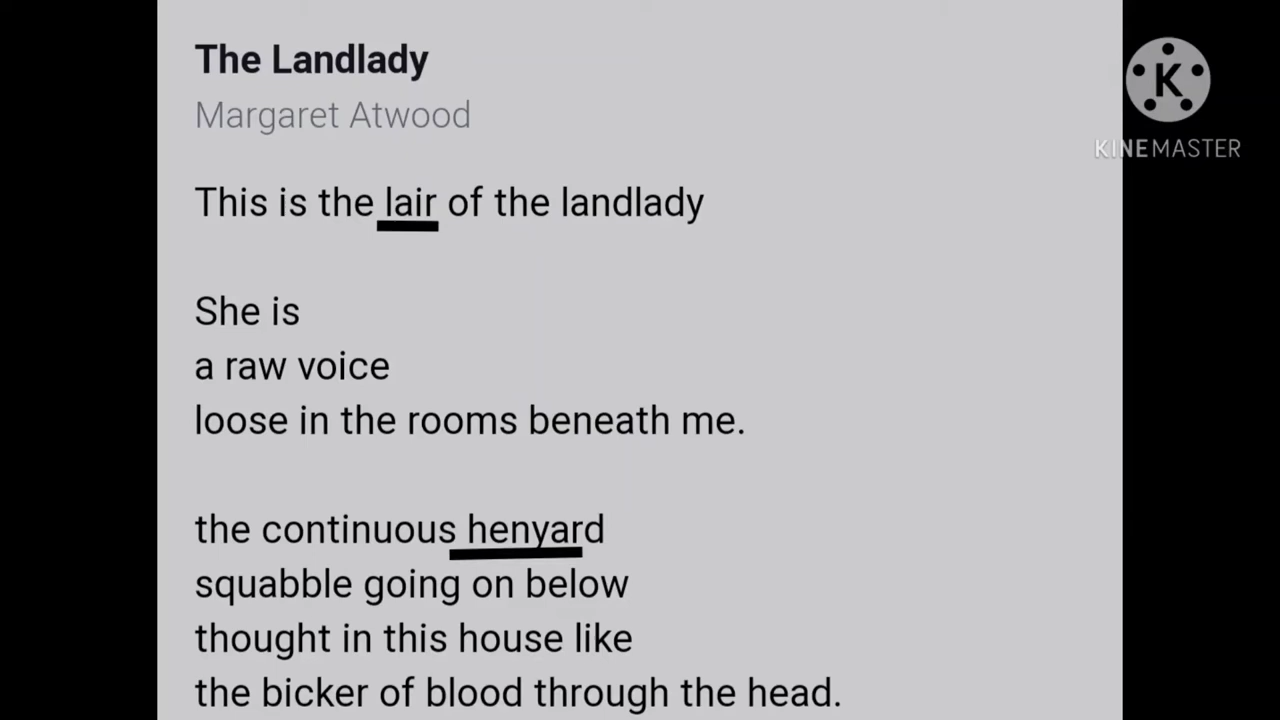 The Landlady
Margaret Atwood
This is the lair of the landlady
She is
a raw voice
loose in the rooms beneath me.
the continuous henyard
squabble going on below
thought in this house like
the bicker of blood through the head.
K
KINEMASTER